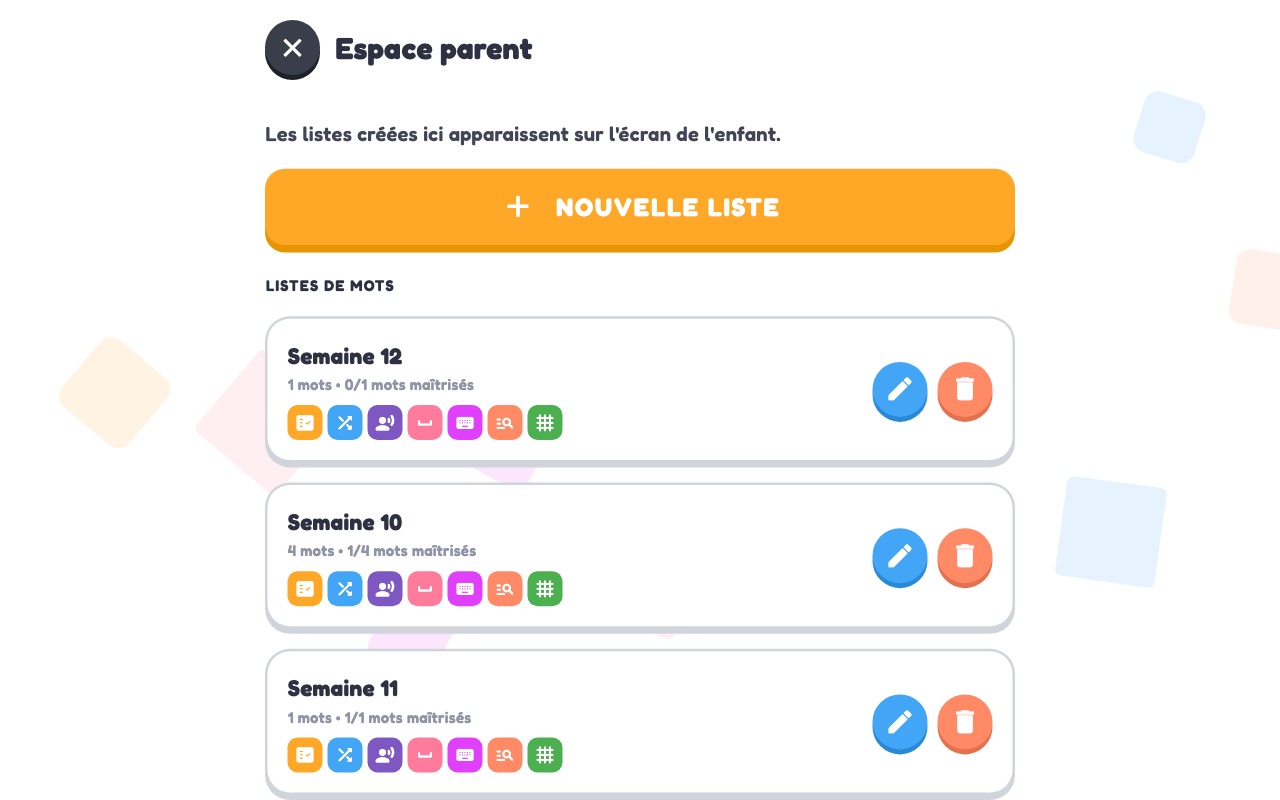 Espace parent
Les listes créées ici apparaissent sur l'écran de l'enfant.
NOUVELLE LISTE
LISTES DE MOTS
Semaine 12
1 mots • 0/1 mots maîtrisés
Semaine 10
4 mots • 1/4 mots maîtrisés
Semaine 11
1 mots • 1/1 mots maîtrisés